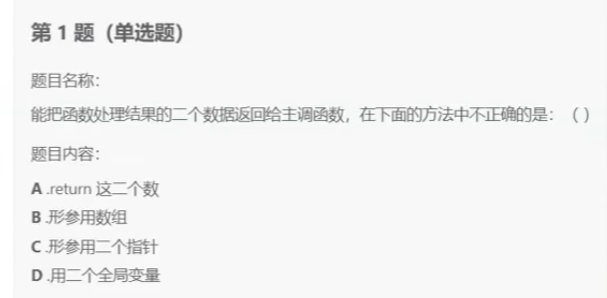 第 1 题（单选题）
题目名称：
能把函数处理结果的二个数据返回给主调函数，在下面的方法中不正确的是：（ ）
题目内容：
A .return 这二个数
B .形参用数组
C .形参用二个指针
D .用二个全局变量